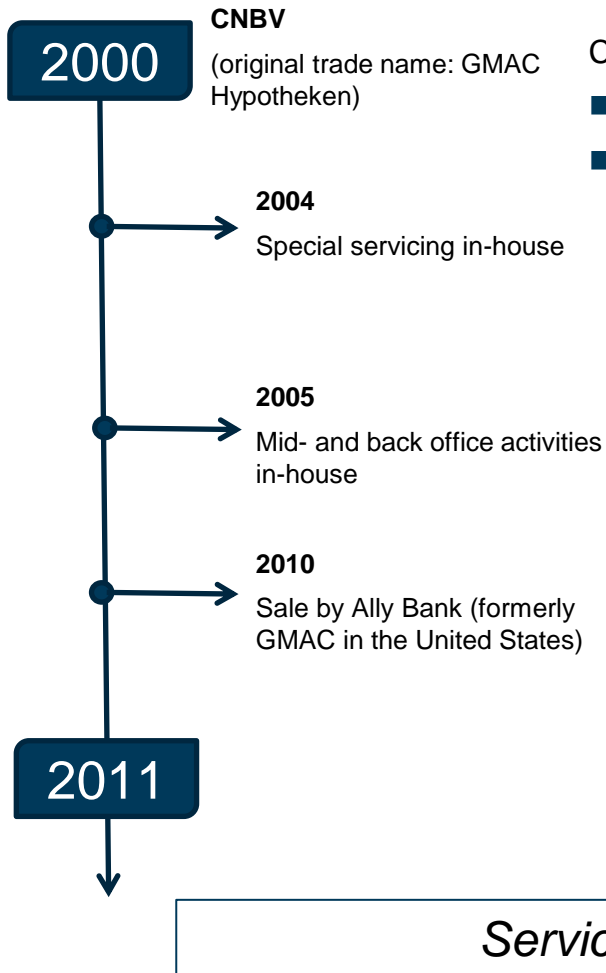 2000
CNBV
(original trade name: GMAC
Hypotheken)
2004
Special servicing in-house
2005
Mid- and back office activities
in-house
2010
Sale by Ally Bank (formerly
GMAC in the United States)
2011